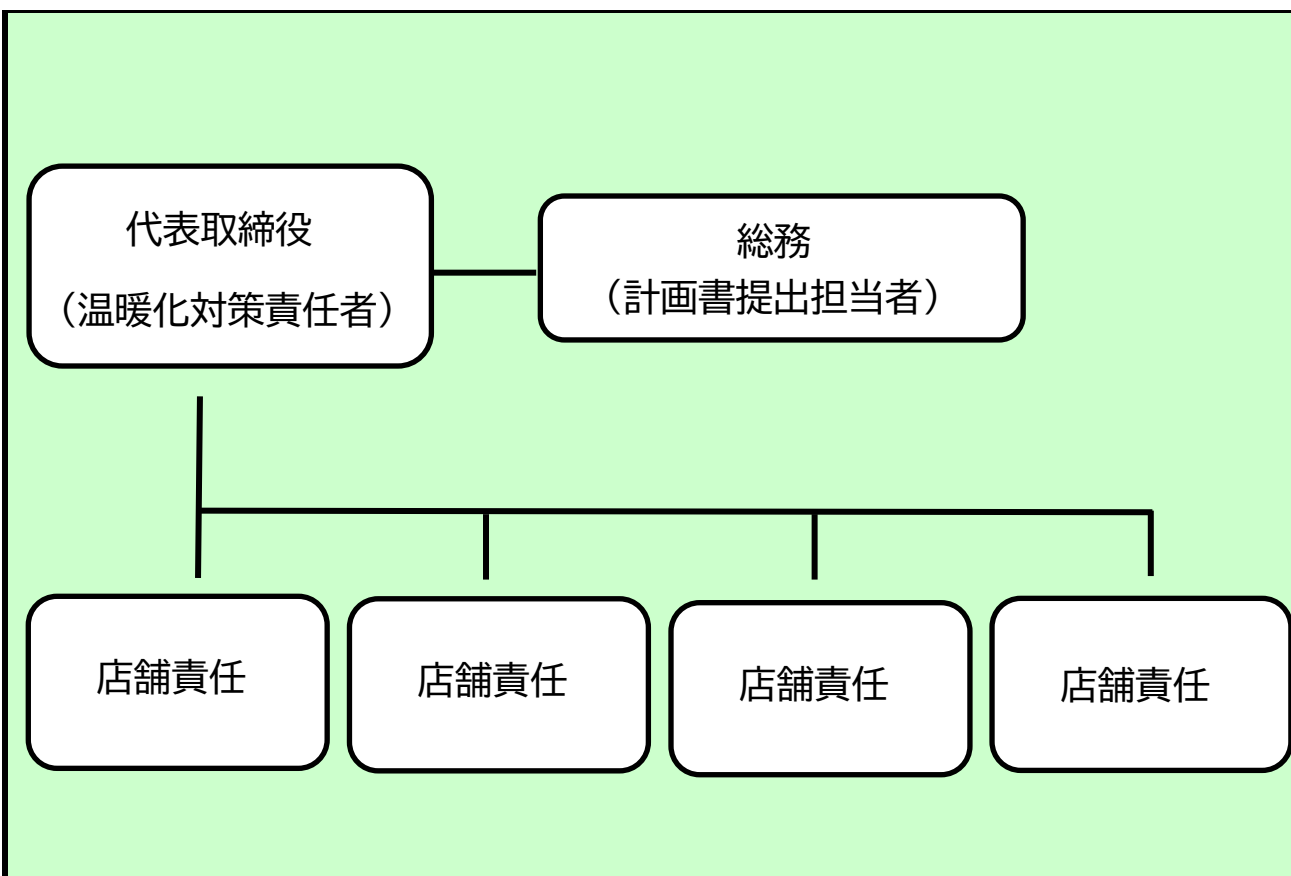 代表取締役
（温暖化対策責任者）
総務
（計画書提出担当者）
店舗責任
店舗責任
店舗責任
店舗責任